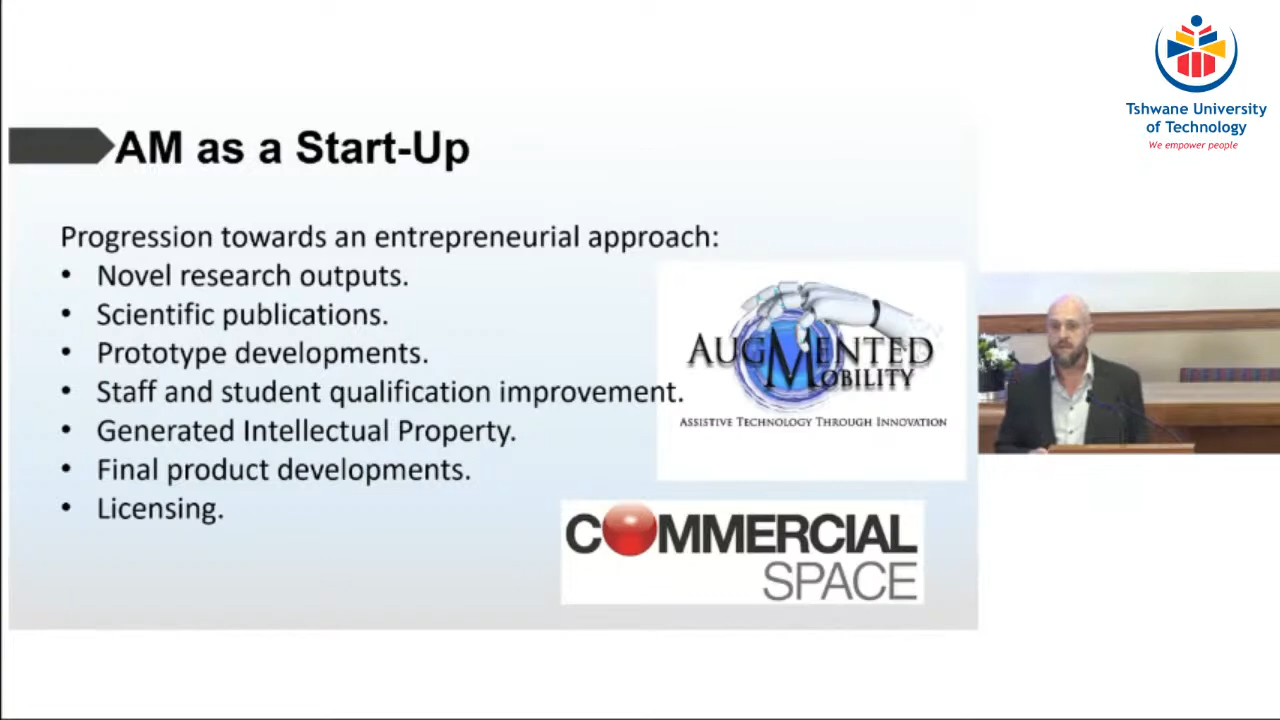 Tshwane University
of Technology
We empower people
AM as a Start-Up
Progression towards an entrepreneurial approach:
• Novel research outputs.
• Scientific publications.
• Prototype developments.
• Staff and student qualification improvement.
• Generated Intellectual Property.
• Final product developments.
• Licensing.
AUGMENTED
MOBILITY
ASSISTIVE TECHNOLOGY THROUGH INNOVATION
COMMERCIAL
SPACE